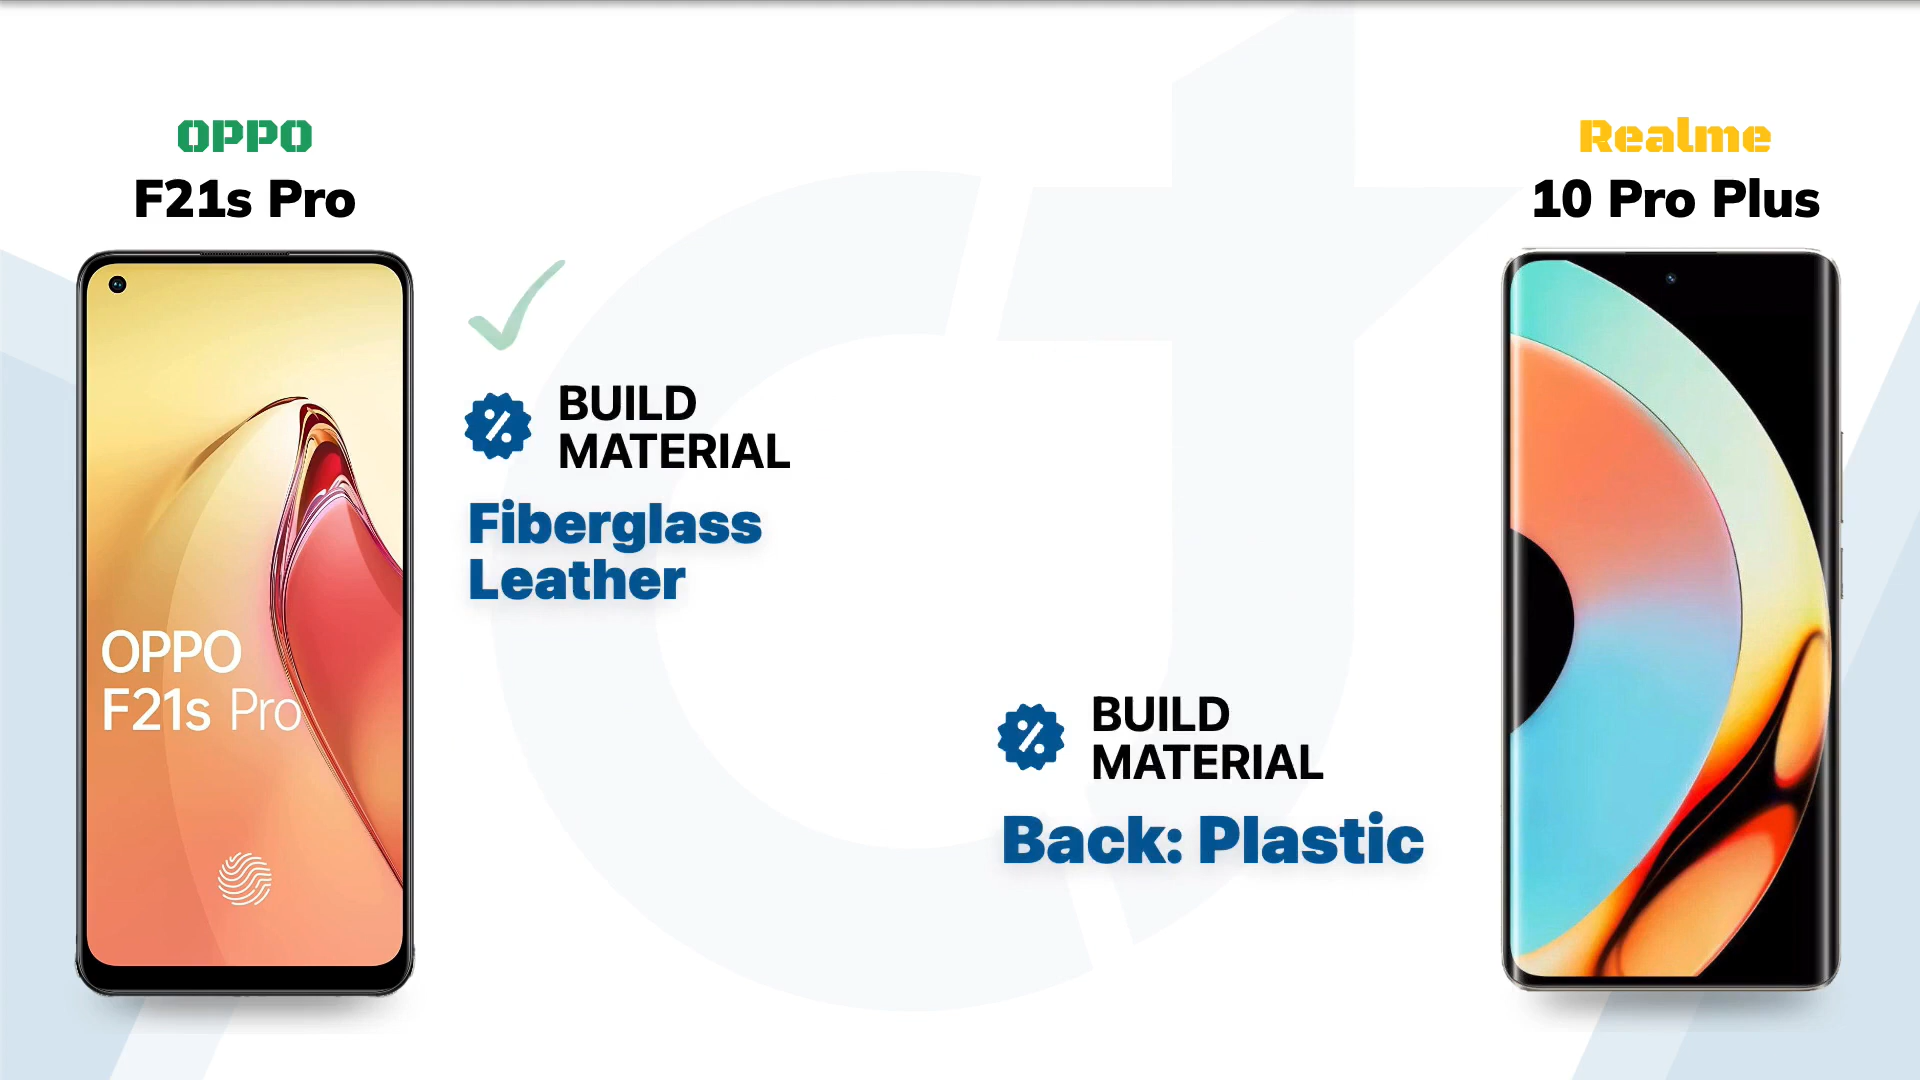 OPPO
F21s Pro
Realme
10 Pro Plus
BUILD
MATERIAL
Fiberglass
Leather
OPPO
F21s Pro
BUILD
MATERIAL
Back: Plastic